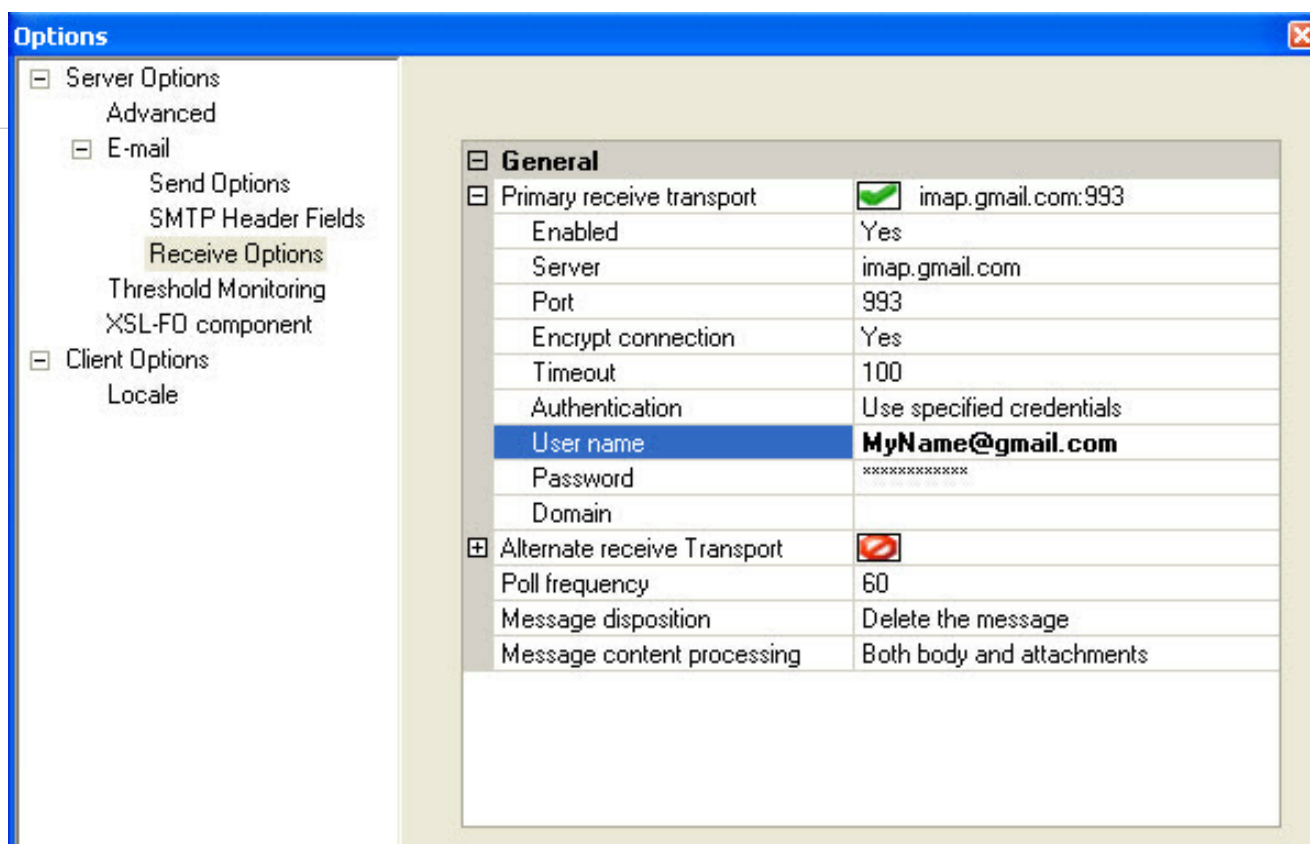 Options
Server Options
Advanced
E-mail
Send Options
SMTP Header Fields
Receive Options
Threshold Monitoring
XSL-FO component
Client Options
Locale
General
Primary receive transport imap.gmail.com:993
Enabled Yes
Server imap.gmail.com
Port 993
Encrypt connection Yes
Timeout 100
Authentication Use specified credentials
User name MyName@gmail.com
Password ************
Domain
Alternate receive Transport
Poll frequency 60
Message disposition Delete the message
Message content processing Both body and attachments